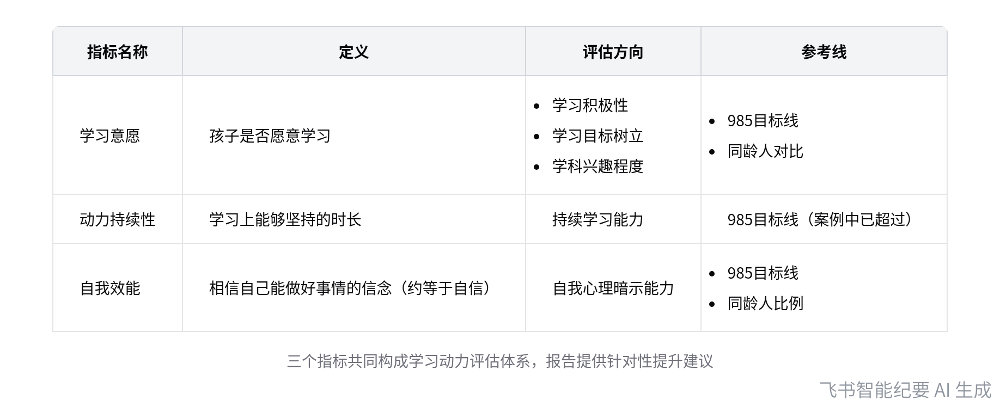 指标名称 定义 评估方向 参考线
学习意愿 孩子是否愿意学习
学习积极性
学习目标树立
学科兴趣程度
985目标线
同龄人对比
动力持续性 学习上能够坚持的时长 持续学习能力 985目标线（案例中已超过）
自我效能 相信自己能做好事情的信念（约等于自信） 自我心理暗示能力
985目标线
同龄人比例
三个指标共同构成学习动力评估体系，报告提供针对性提升建议
飞书智能纪要 AI 生成